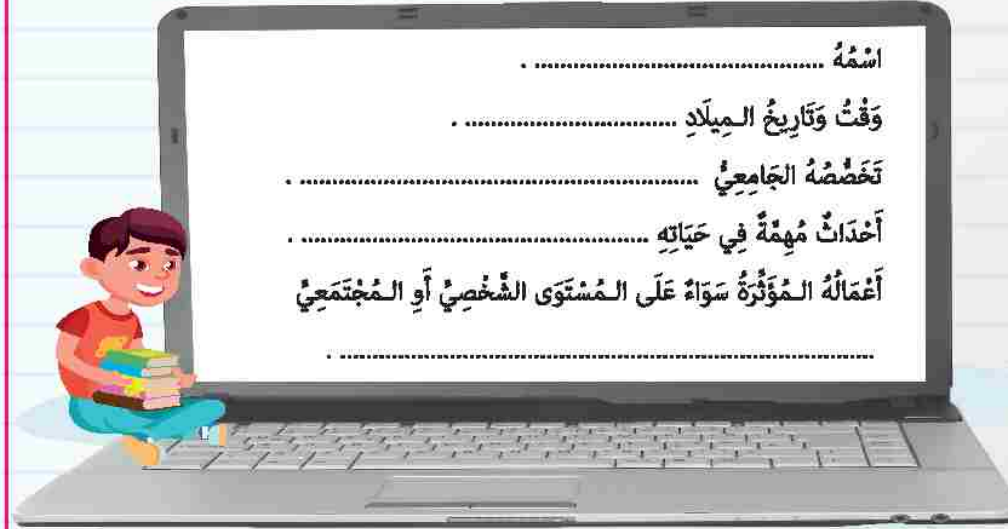 اسْمُهُ ............................................. .
وَقْتُ وَتَارِيخُ الـمِيلَادِ ................................. .
تَخَصُّصُهُ الجَامِعِيُّ .............................................................. .
أَحْدَاثٌ مُهِمَّةٌ فِي حَيَاتِهِ ...................................................... .
أَعْمَالُهُ الـمُؤَثِّرَةُ سَوَاءً عَلَى الـمُسْتَوَى الشَّخْصِيِّ أَوِ الـمُجْتَمَعِيِّ
................................................................................... .